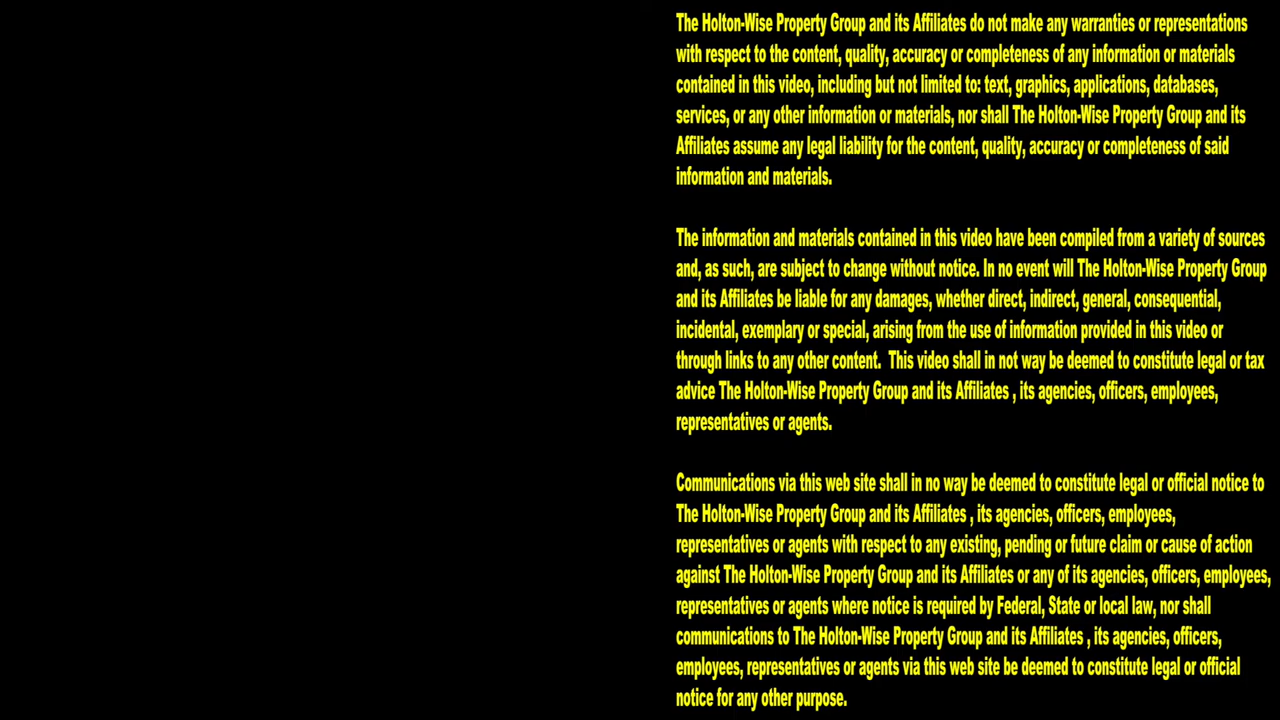 The Holton-Wise Property Group and its Affiliates do not make any warranties or representations
with respect to the content, quality, accuracy or completeness of any information or materials
contained in this video, including but not limited to: text, graphics, applications, databases,
services, or any other information or materials, nor shall The Holton-Wise Property Group and its
Affiliates assume any legal liability for the content, quality, accuracy or completeness of said
information and materials.
The information and materials contained in this video have been compiled from a variety of sources
and, as such, are subject to change without notice. In no event will The Holton-Wise Property Group
and its Affiliates be liable for any damages, whether direct, indirect, general, consequential,
incidental, exemplary or special, arising from the use of information provided in this video or
through links to any other content.  This video shall in not way be deemed to constitute legal or tax
advice The Holton-Wise Property Group and its Affiliates , its agencies, officers, employees,
representatives or agents.
Communications via this web site shall in no way be deemed to constitute legal or official notice to
The Holton-Wise Property Group and its Affiliates , its agencies, officers, employees,
representatives or agents with respect to any existing, pending or future claim or cause of action
against The Holton-Wise Property Group and its Affiliates or any of its agencies, officers, employees,
representatives or agents where notice is required by Federal, State or local law, nor shall
communications to The Holton-Wise Property Group and its Affiliates , its agencies, officers,
employees, representatives or agents via this web site be deemed to constitute legal or official
notice for any other purpose.